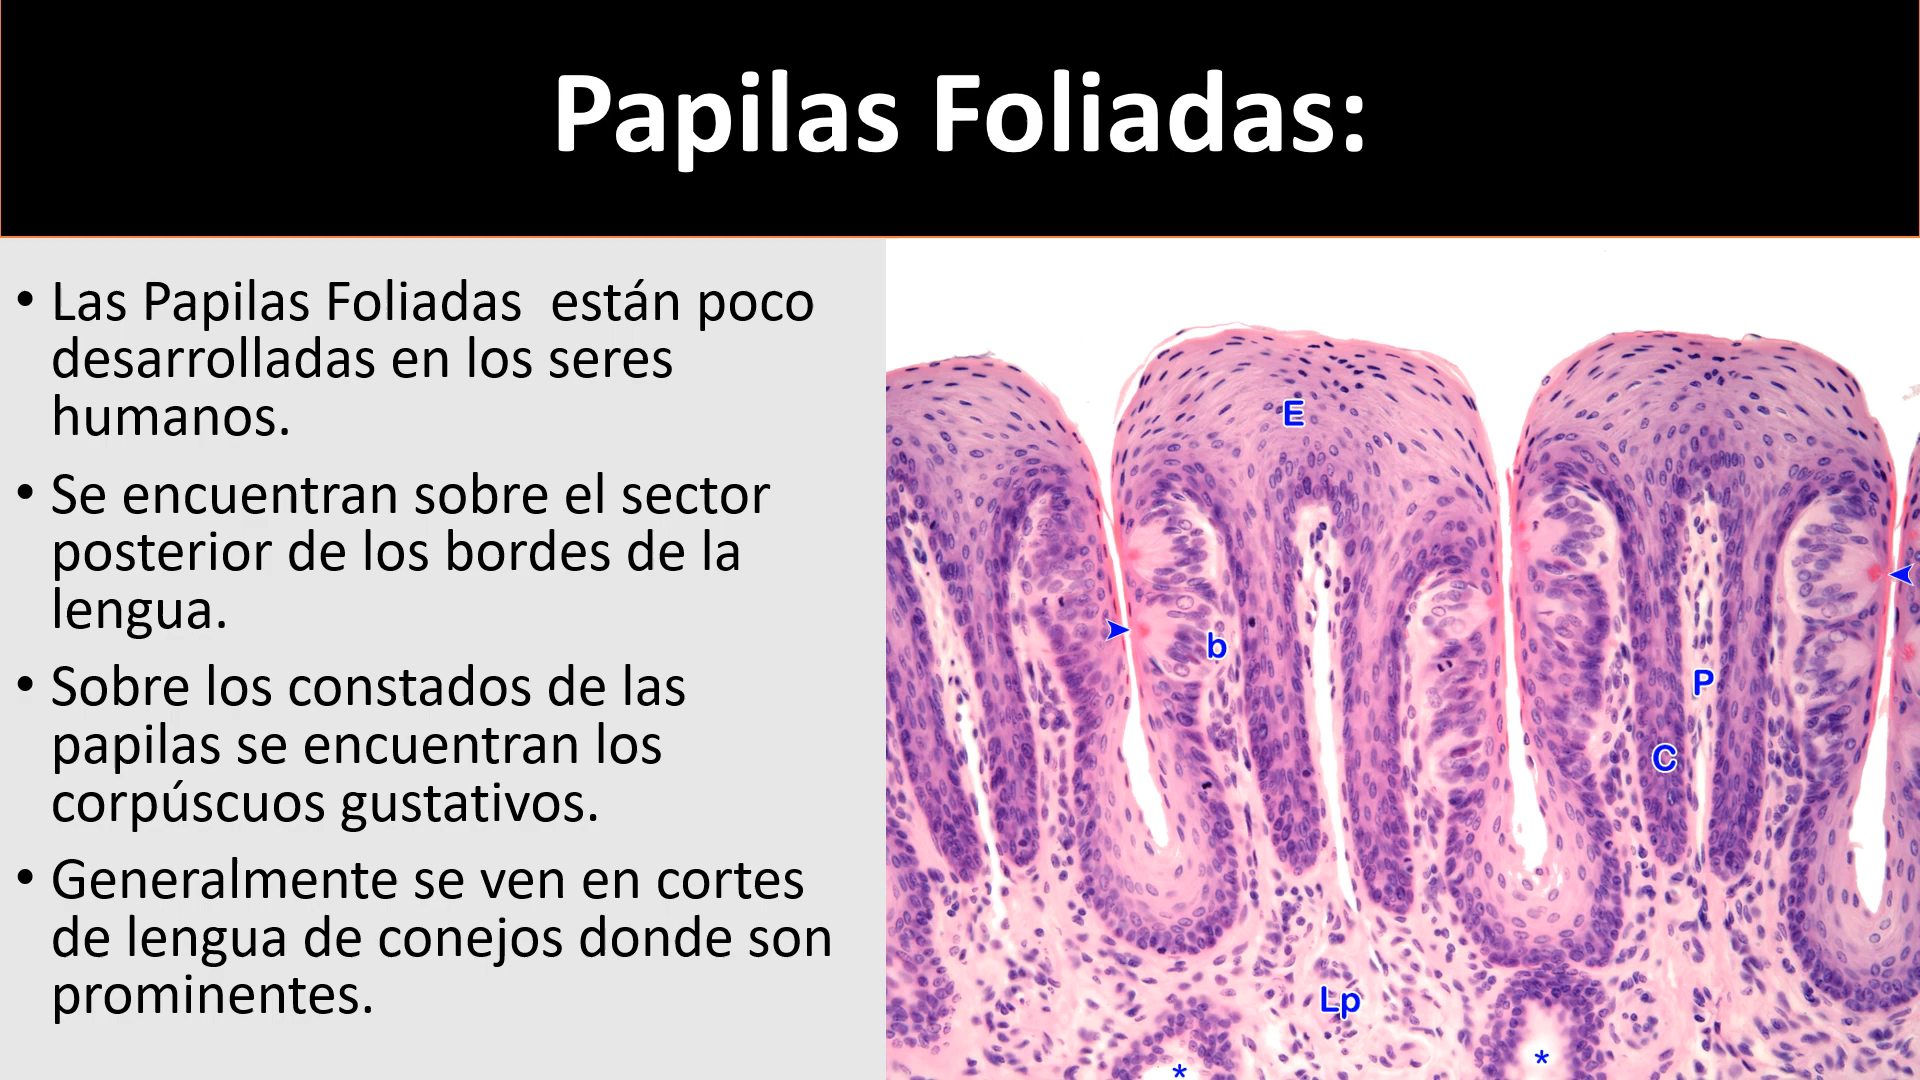 Papilas Foliadas:
• Las Papilas Foliadas  están poco
desarrolladas en los seres
humanos.
• Se encuentran sobre el sector
posterior de los bordes de la
lengua.
• Sobre los constados de las
papilas se encuentran los
corpúscuos gustativos.
• Generalmente se ven en cortes
de lengua de conejos donde son
prominentes.
E
b
P
C
Lp
*
*